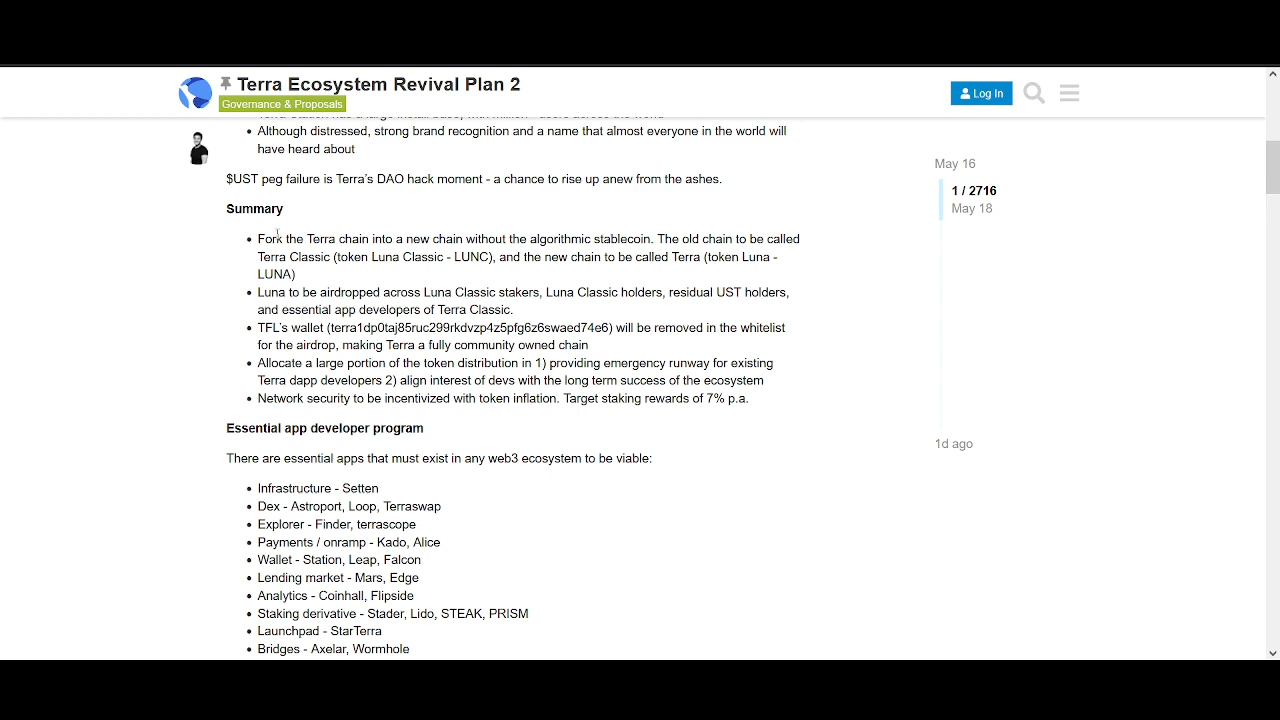 Terra Ecosystem Revival Plan 2
Governance & Proposals
Log In
Although distressed, strong brand recognition and a name that almost everyone in the world will
have heard about
$UST peg failure is Terra's DAO hack moment - a chance to rise up anew from the ashes.
Summary
Fork the Terra chain into a new chain without the algorithmic stablecoin. The old chain to be called
Terra Classic (token Luna Classic - LUNC), and the new chain to be called Terra (token Luna -
LUNA)
Luna to be airdropped across Luna Classic stakers, Luna Classic holders, residual UST holders,
and essential app developers of Terra Classic.
TFL's wallet (terra1dp0taj85ruc299rkdvzp4z5pfg6z6swaed74e6) will be removed in the whitelist
for the airdrop, making Terra a fully community owned chain
Allocate a large portion of the token distribution in 1) providing emergency runway for existing
Terra dapp developers 2) align interest of devs with the long term success of the ecosystem
Network security to be incentivized with token inflation. Target staking rewards of 7% p.a.
Essential app developer program
There are essential apps that must exist in any web3 ecosystem to be viable:
Infrastructure - Setten
Dex - Astroport, Loop, Terraswap
Explorer - Finder, terrascope
Payments / onramp - Kado, Alice
Wallet - Station, Leap, Falcon
Lending market - Mars, Edge
Analytics - Coinhall, Flipside
Staking derivative - Stader, Lido, STEAK, PRISM
Launchpad - StarTerra
Bridges - Axelar, Wormhole
May 16
1 / 2716
May 18
1d ago